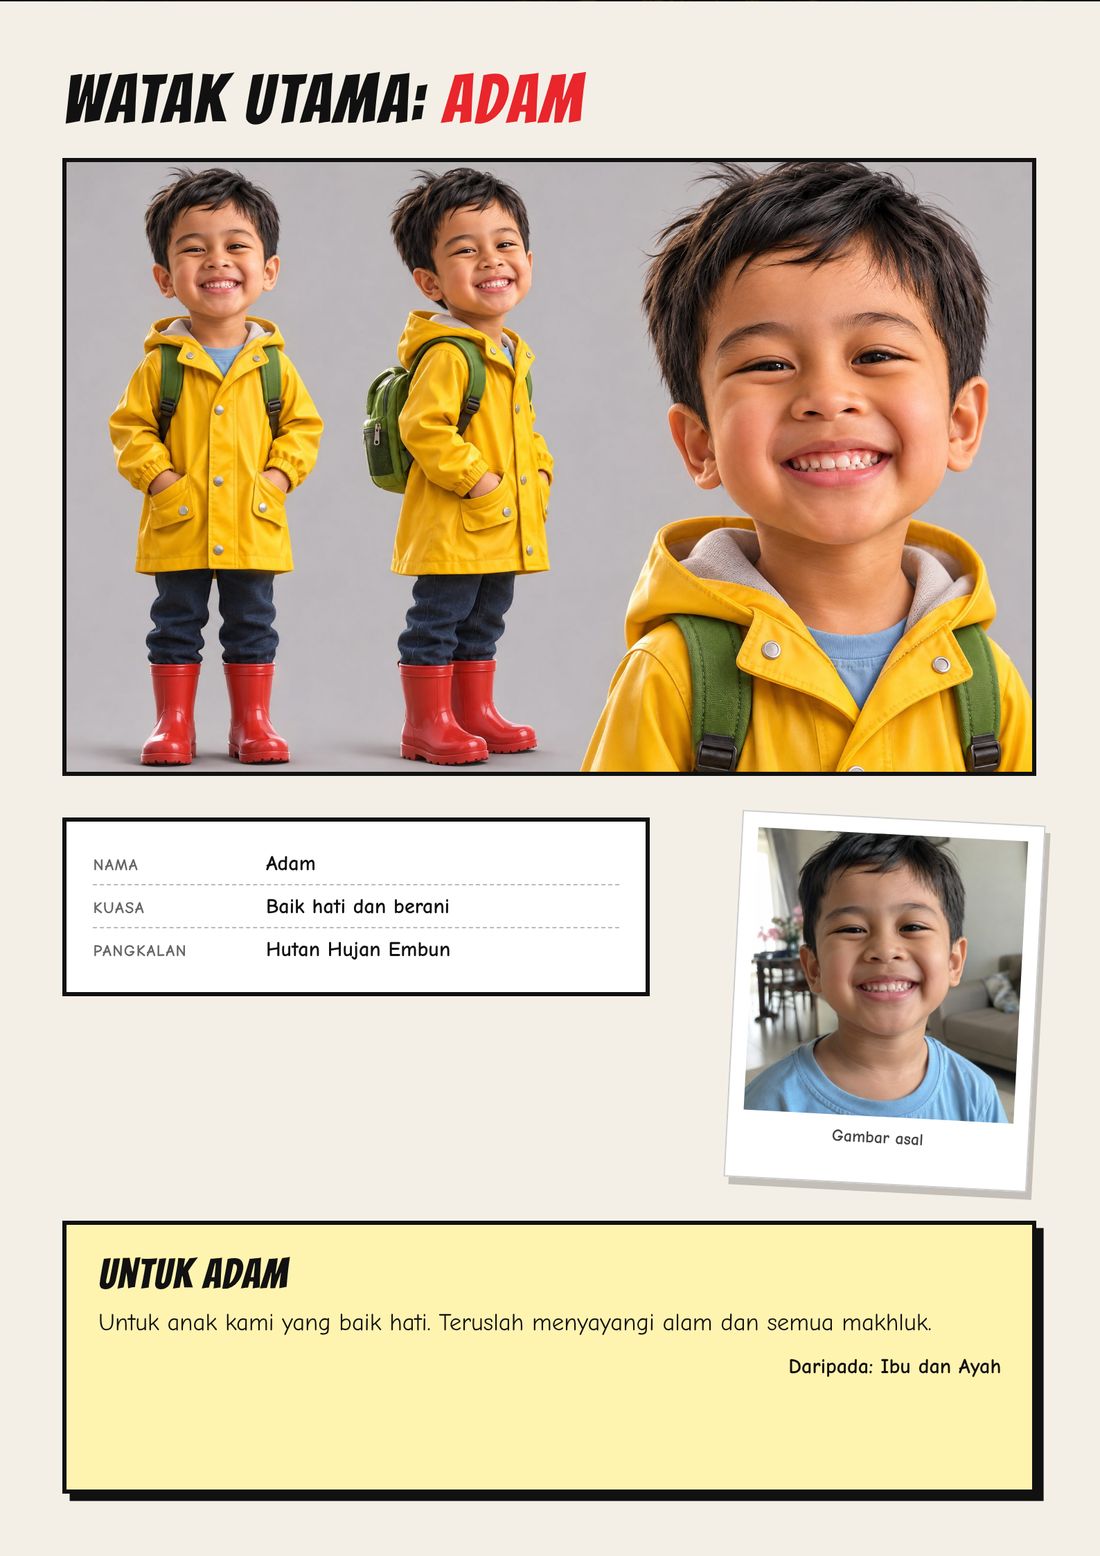 WATAK UTAMA: ADAM
NAMA Adam
KUASA Baik hati dan berani
PANGKALAN Hutan Hujan Embun
Gambar asal
UNTUK ADAM
Untuk anak kami yang baik hati. Teruslah menyayangi alam dan semua makhluk.
Daripada: Ibu dan Ayah